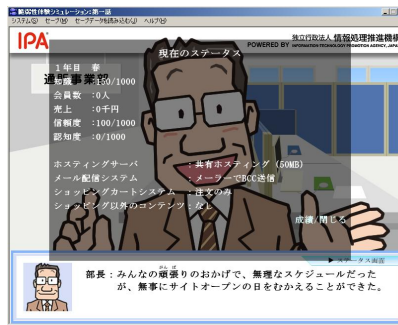 脆弱性体験シミュレーション:第一話
システム(S) セーブ(W) セーブデータを読み込む(J) ヘルプ(H)
IPA
独立行政法人 情報処理推進機構
POWERED BY INFORMATION-TECHNOLOGY PROMOTION AGENCY, JAPAN
現在のステータス
1年目 春
通販事業部
:150/1000
会員数 :0人
売上 :0千円
信頼度 :100/1000
認知度 :0/1000
ホスティングサーバ :共有ホスティング (50MB)
メール配信システム :メーラーでBCC送信
ショッピングカートシステム :注文のみ
ショッピング以外のコンテンツ:なし
成績/閉じる
▶ ステータス画面
部長:みんなの頑張りのおかげで、無理なスケジュールだった
が、無事にサイトオープンの日をむかえることができた。